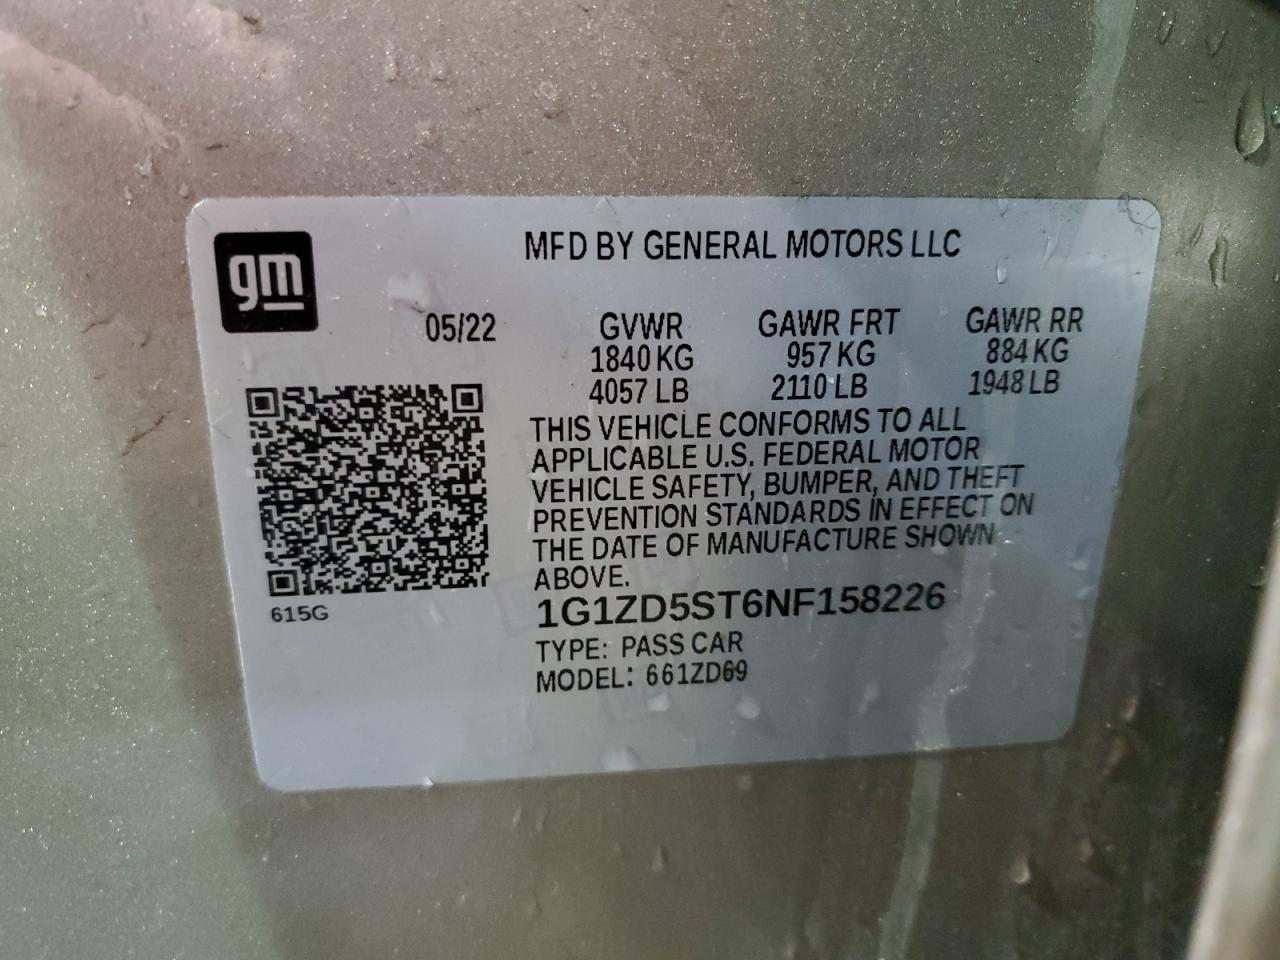 gm
MFD BY GENERAL MOTORS LLC
05/22
GVWR GAWR FRT GAWR RR
1840 KG 957 KG 884 KG
4057 LB 2110 LB 1948 LB
THIS VEHICLE CONFORMS TO ALL
APPLICABLE U.S. FEDERAL MOTOR
VEHICLE SAFETY, BUMPER, AND THEFT
PREVENTION STANDARDS IN EFFECT ON
THE DATE OF MANUFACTURE SHOWN
ABOVE.
615G
1G1ZD5ST6NF158226
TYPE: PASS CAR
MODEL: 661ZD69